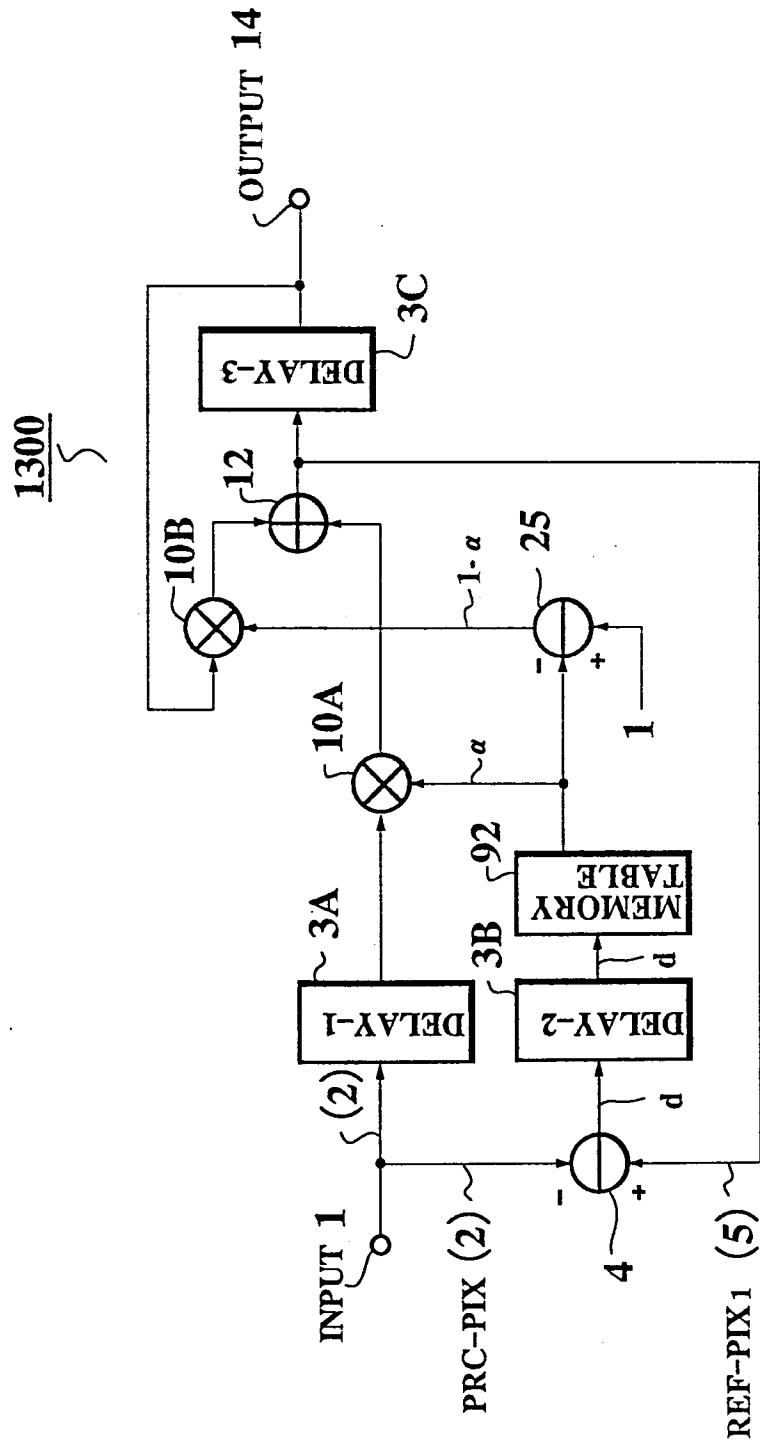 1300
INPUT 1
(2)
DELAY-1
3A
10A
10B
12
DELAY-3
3C
OUTPUT 14
PRC-PIX (2)
-
+
4
d
DELAY-2
3B
d
MEMORY
TABLE
92
α
1-α
-
+
25
1
REF-PIX1 (5)